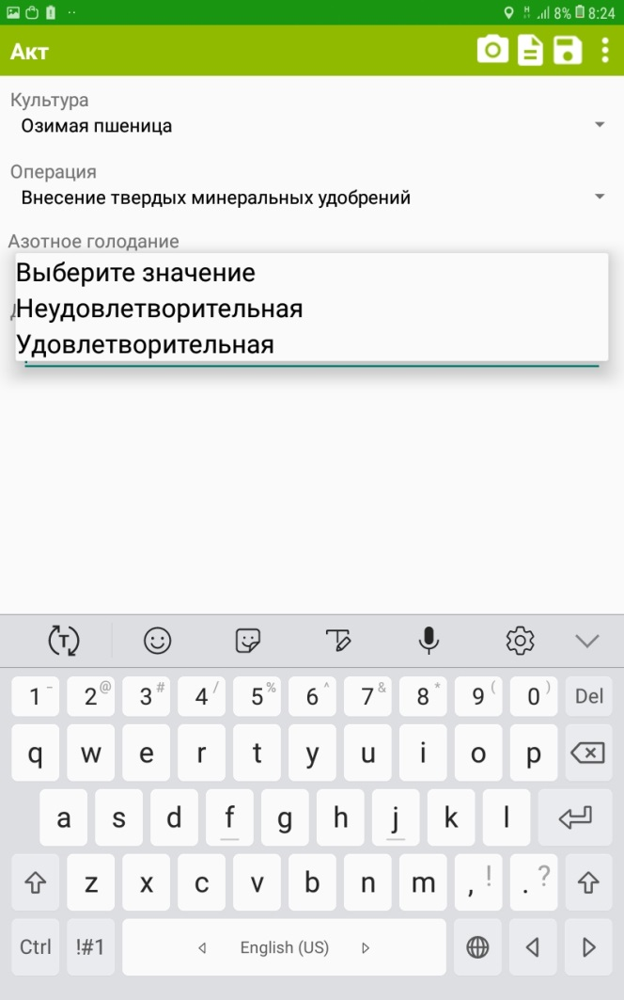 8% 8:24
Акт
Культура
Озимая пшеница
Операция
Внесение твердых минеральных удобрений
Азотное голодание
Выберите значение
Неудовлетворительная
Удовлетворительная
1 - 2 @ 3 # 4 / 5 % 6 ^ 7 & 8 * 9 ( 0 ) Del
q w e r t y u i o p
a s d f g h j k l
z x c v b n m , ! . ?
Ctrl !#1 English (US)